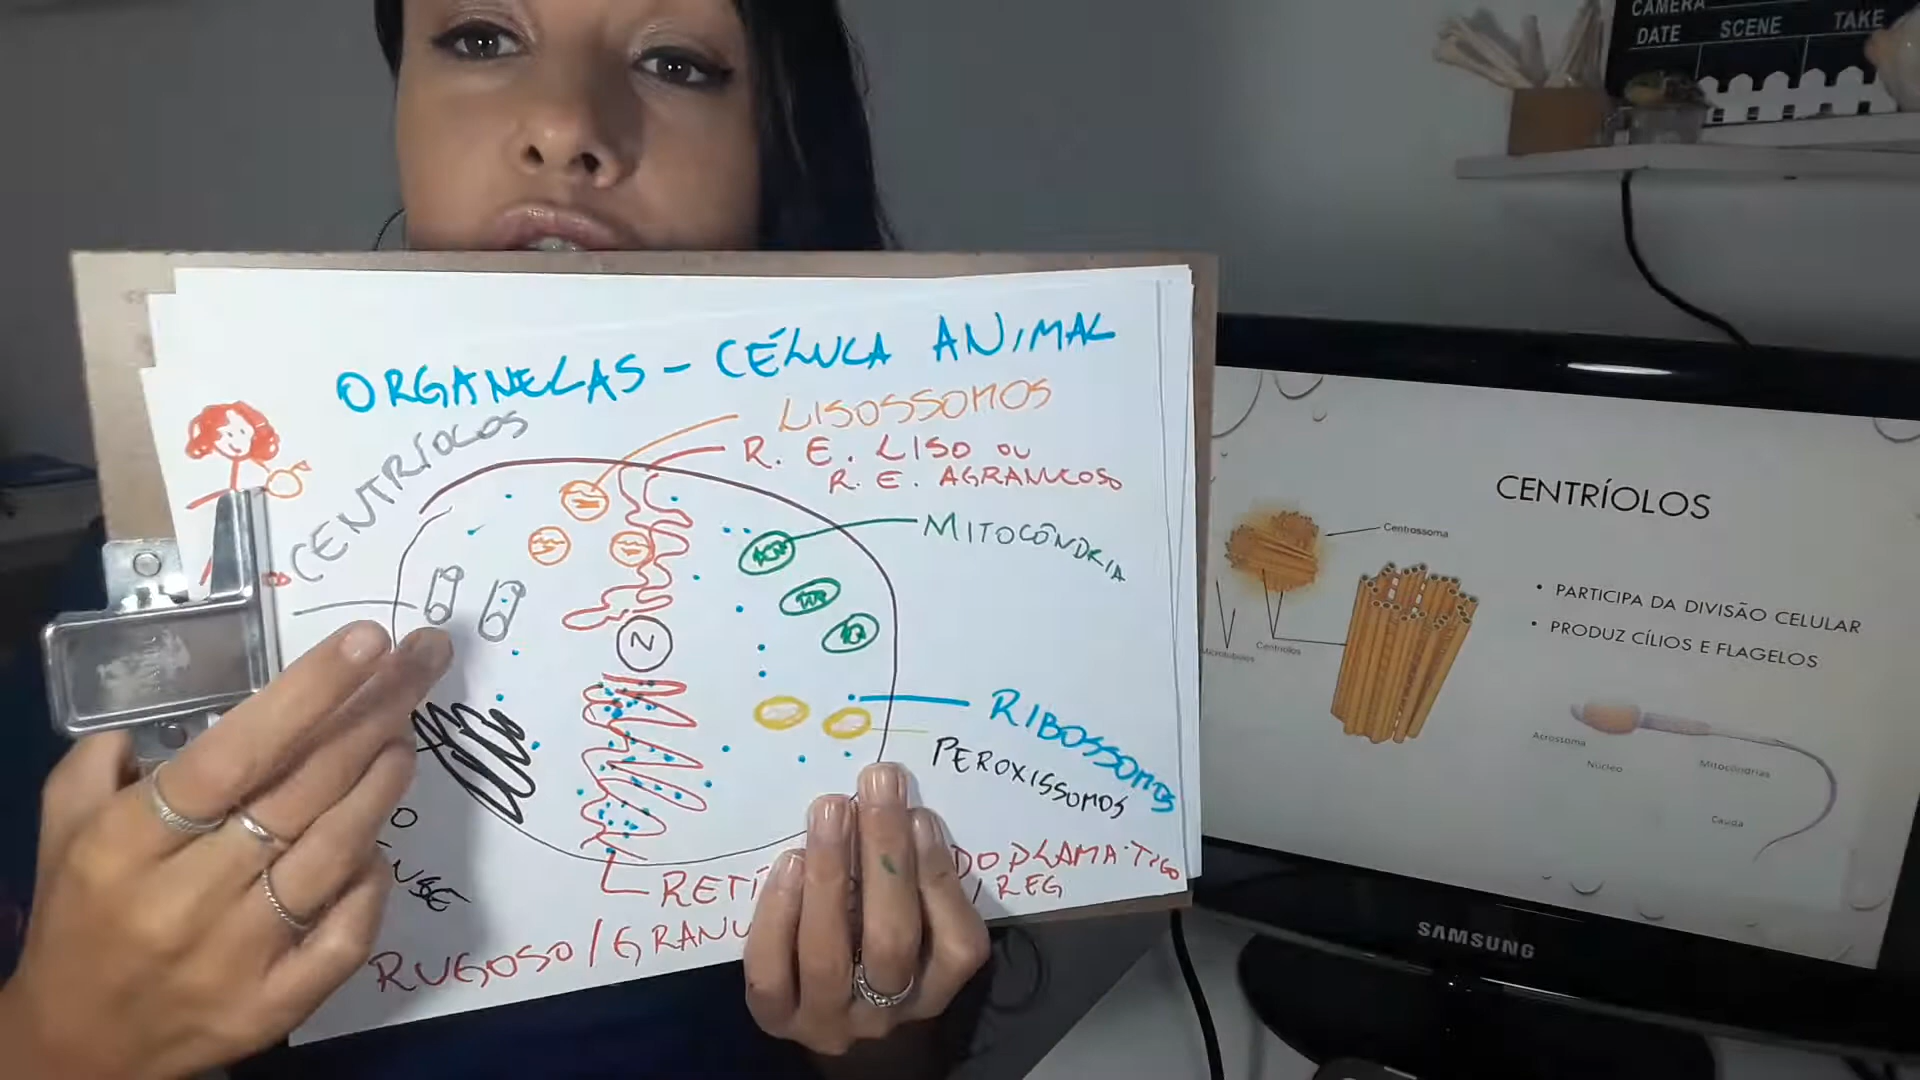 CAMERA
DATE SCENE TAKE
ORGANELAS - CÉLULA ANIMAL
CENTRÍOLOS
LISOSSOMOS
R. E. LISO OU
R. E. AGRANULOSO
MITOCÔNDRIA
N
RIBOSSOMOS
PEROXISSOMOS
RUGOSO/GRANU
/REG
CENTRÍOLOS
Centrossoma
Microtúbulos
Centríolos
• PARTICIPA DA DIVISÃO CELULAR
• PRODUZ CÍLIOS E FLAGELOS
Acrossoma
Núcleo
Mitocôndrias
Cauda
SAMSUNG